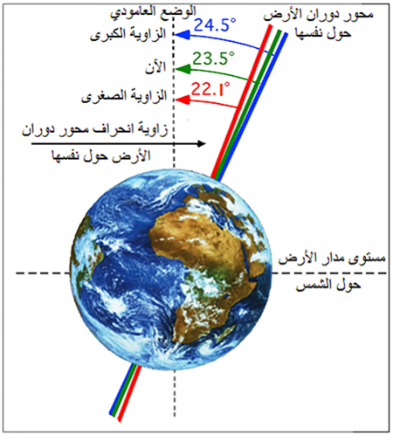 الوضع العامودي
محور دوران الأرض
حول نفسها
الزاوية الكبرى
24.5°
الآن
23.5°
الزاوية الصغرى
22.1°
زاوية انحراف محور دوران
الأرض حول نفسها
مستوى مدار الأرض
حول الشمس